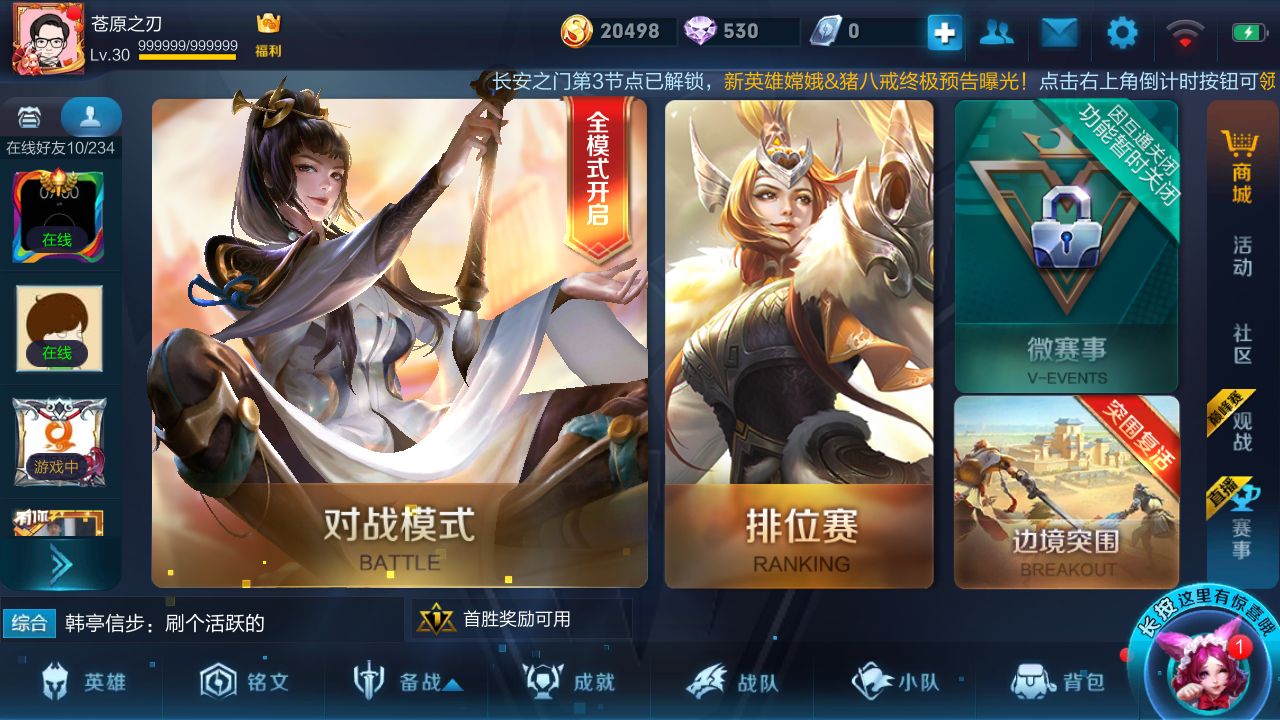 苍原之刃
Lv.30 999999/999999
福利
20498
530
0
长安之门第3节点已解锁，新英雄嫦娥&猪八戒终极预告曝光！点击右上角倒计时按钮可领
在线好友10/234
在线
在线
游戏中
全模式开启
对战模式
BATTLE
排位赛
RANKING
因互通关闭
功能暂时关闭
微赛事
V-EVENTS
突围复活
边境突围
BREAKOUT
商城
活动
社区
巅峰赛
观战
直播
赛事
综合 韩亭信步：刷个活跃的
1 首胜奖励可用
长按这里有惊喜哦
1
英雄
铭文
备战
成就
战队
小队
背包